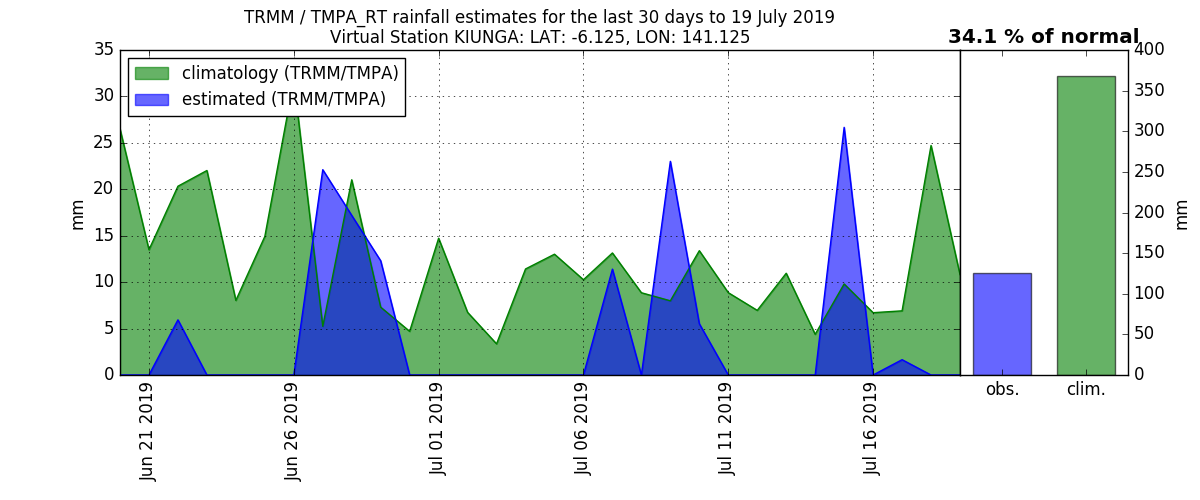 TRMM / TMPA_RT rainfall estimates for the last 30 days to 19 July 2019
Virtual Station KIUNGA: LAT: -6.125, LON: 141.125
34.1 % of normal
climatology (TRMM/TMPA)
estimated (TRMM/TMPA)
35
30
25
20
15
10
5
0
mm
Jun 21 2019
Jun 26 2019
Jul 01 2019
Jul 06 2019
Jul 11 2019
Jul 16 2019
400
350
300
250
200
150
100
50
0
mm
obs.
clim.